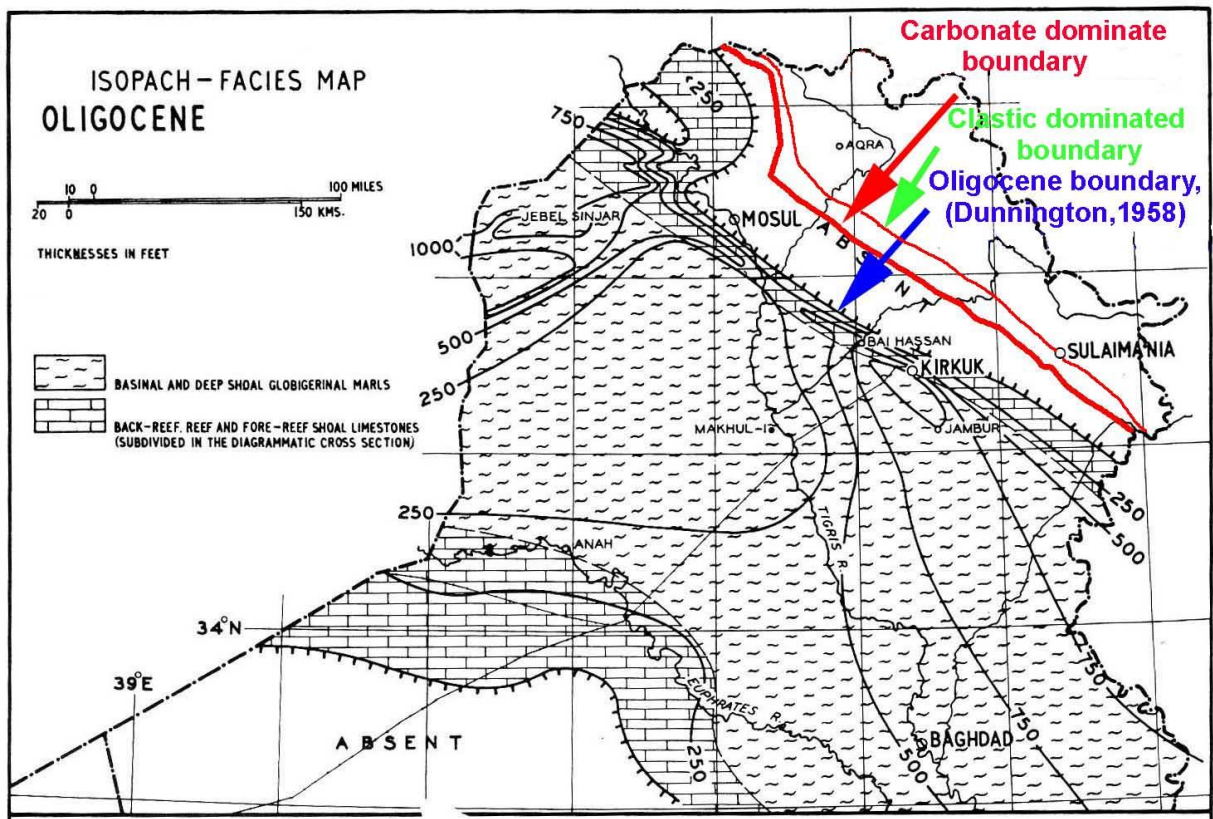 ISOPACH-FACIES MAP
OLIGOCENE
10 0 100 MILES
20 0 150 KMS.
THICKNESSES IN FEET
BASINAL AND DEEP SHOAL GLOBIGERINAL MARLS
BACK-REEF, REEF AND FORE-REEF SHOAL LIMESTONES
(SUBDIVIDED IN THE DIAGRAMMATIC CROSS SECTION)
Carbonate dominate
boundary
Clastic dominated
boundary
Oligocene boundary,
(Dunnington,1958)
<250
750
AQRA
JEBEL SINJAR
MOSUL
1000
ABSENT
500
BAI HASSAN
SULAIMANIA
KIRKUK
250
MAKHUL-1
JAMBUR
250
500
250
TIGRIS R.
ANAH
34°N
750
39°E
EUPHRATES R.
750
ABSENT
250
500
BAGHDAD